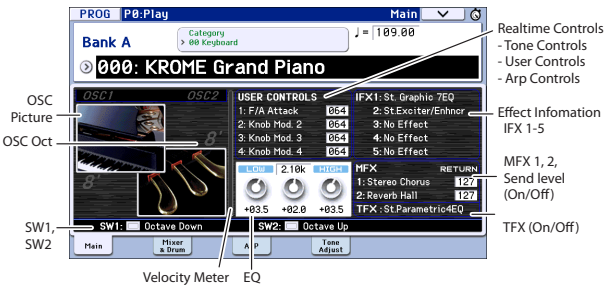 PROG P0:Play Main
Bank A
Category
> 00 Keyboard
♩= 109.00
000: KROME Grand Piano
OSC1 OSC2
8'
8'
USER CONTROLS
1: F/A Attack 064
2: Knob Mod. 2 064
3: Knob Mod. 3 064
4: Knob Mod. 4 064
IFX1: St. Graphic 7EQ
2: St.Exciter/Enhncr
3: No Effect
4: No Effect
5: No Effect
LOW 2.10k HIGH
+03.5 +02.0 +03.5
MFX RETURN
1: Stereo Chorus 127
2: Reverb Hall 127
TFX :St.Parametric4EQ
SW1: Octave Down SW2: Octave Up
Main
Mixer
& Drum
Tone
Adjust
OSC
Picture
OSC Oct
SW1,
SW2
Velocity Meter EQ
Realtime Controls
- Tone Controls
- User Controls
- Arp Controls
Effect Infomation
IFX 1-5
MFX 1, 2,
Send level
(On/Off)
TFX (On/Off)